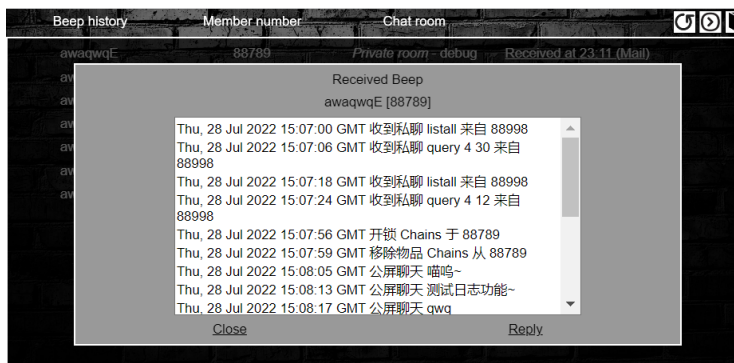 Beep history Member number Chat room
awaqwqE 88789 Private room - debug Received at 23:11 (Mail)
Received Beep
awaqwqE [88789]
Thu, 28 Jul 2022 15:07:00 GMT 收到私聊 listall 来自 88998
Thu, 28 Jul 2022 15:07:06 GMT 收到私聊 query 4 30 来自
88998
Thu, 28 Jul 2022 15:07:18 GMT 收到私聊 listall 来自 88998
Thu, 28 Jul 2022 15:07:24 GMT 收到私聊 query 4 12 来自
88998
Thu, 28 Jul 2022 15:07:56 GMT 开锁 Chains 于 88789
Thu, 28 Jul 2022 15:07:59 GMT 移除物品 Chains 从 88789
Thu, 28 Jul 2022 15:08:05 GMT 公屏聊天 喵呜~
Thu, 28 Jul 2022 15:08:13 GMT 公屏聊天 测试日志功能~
Thu, 28 Jul 2022 15:08:17 GMT 公屏聊天 qwq
Close Reply